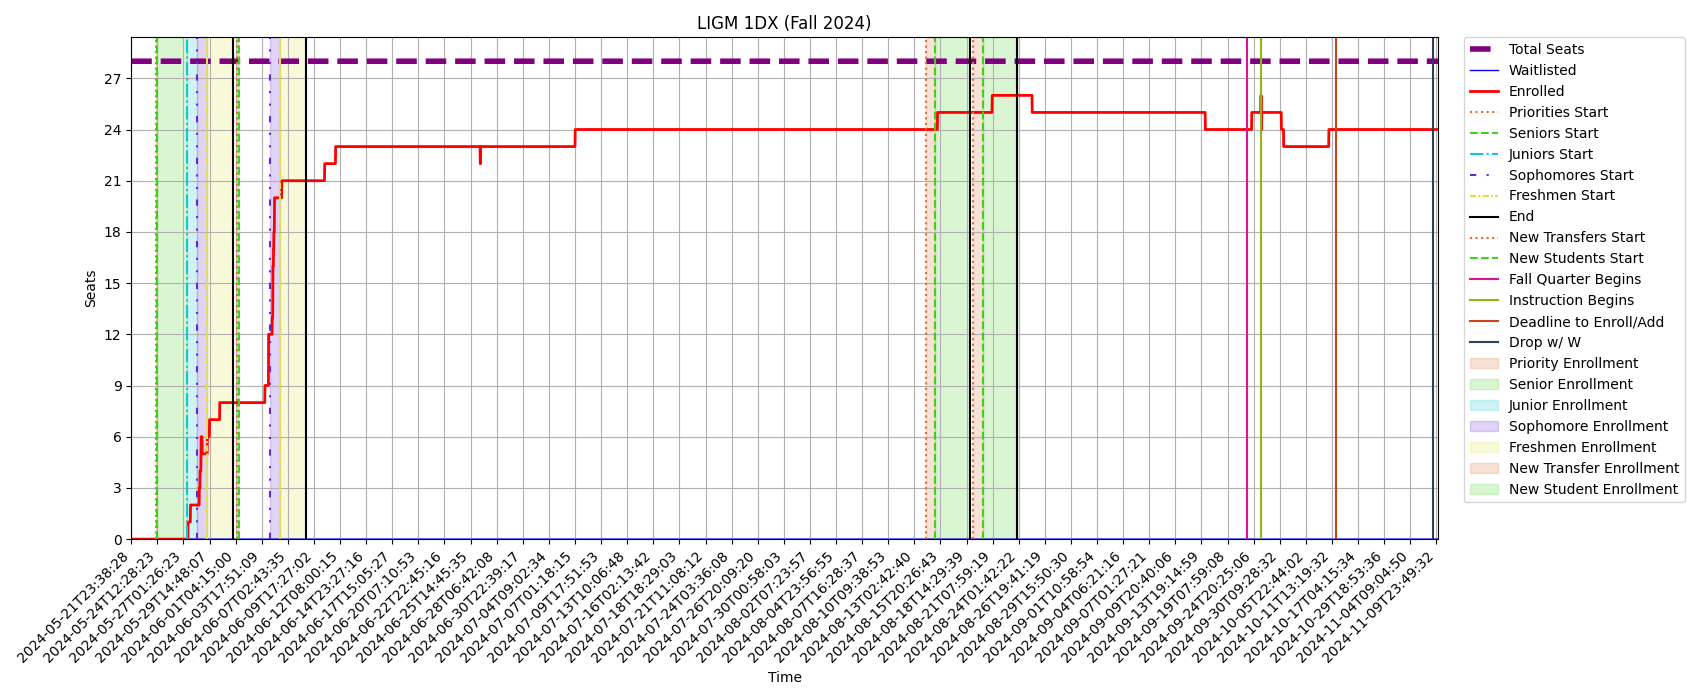 LIGM 1DX (Fall 2024)
Seats
27
24
21
18
15
12
9
6
3
0
2024-05-21T23:38:28
2024-05-24T12:28:23
2024-05-27T01:26:23
2024-05-29T14:48:07
2024-06-01T04:15:00
2024-06-03T17:51:09
2024-06-07T02:43:35
2024-06-09T17:27:02
2024-06-12T08:00:15
2024-06-14T23:27:16
2024-06-17T15:05:27
2024-06-20T07:10:53
2024-06-22T22:45:16
2024-06-25T14:45:35
2024-06-28T06:42:08
2024-06-30T22:39:17
2024-07-04T09:02:34
2024-07-07T01:18:15
2024-07-09T17:51:53
2024-07-13T10:06:48
2024-07-16T02:13:42
2024-07-18T18:29:03
2024-07-21T11:08:12
2024-07-24T03:36:08
2024-07-26T20:09:20
2024-07-30T00:58:03
2024-08-02T07:23:57
2024-08-04T23:56:55
2024-08-07T16:28:37
2024-08-10T09:38:53
2024-08-13T02:42:40
2024-08-15T20:26:43
2024-08-18T14:29:39
2024-08-21T07:59:19
2024-08-24T01:42:22
2024-08-26T19:41:19
2024-08-29T15:50:30
2024-09-01T10:58:54
2024-09-04T06:21:16
2024-09-07T01:27:21
2024-09-09T20:40:06
2024-09-13T19:14:59
2024-09-19T07:59:08
2024-09-24T20:25:06
2024-09-30T09:28:32
2024-10-05T22:44:02
2024-10-11T13:19:32
2024-10-17T04:15:34
2024-10-29T18:53:36
2024-11-04T09:04:50
2024-11-09T23:49:32
Time
Total Seats
Waitlisted
Enrolled
Priorities Start
Seniors Start
Juniors Start
Sophomores Start
Freshmen Start
End
New Transfers Start
New Students Start
Fall Quarter Begins
Instruction Begins
Deadline to Enroll/Add
Drop w/ W
Priority Enrollment
Senior Enrollment
Junior Enrollment
Sophomore Enrollment
Freshmen Enrollment
New Transfer Enrollment
New Student Enrollment